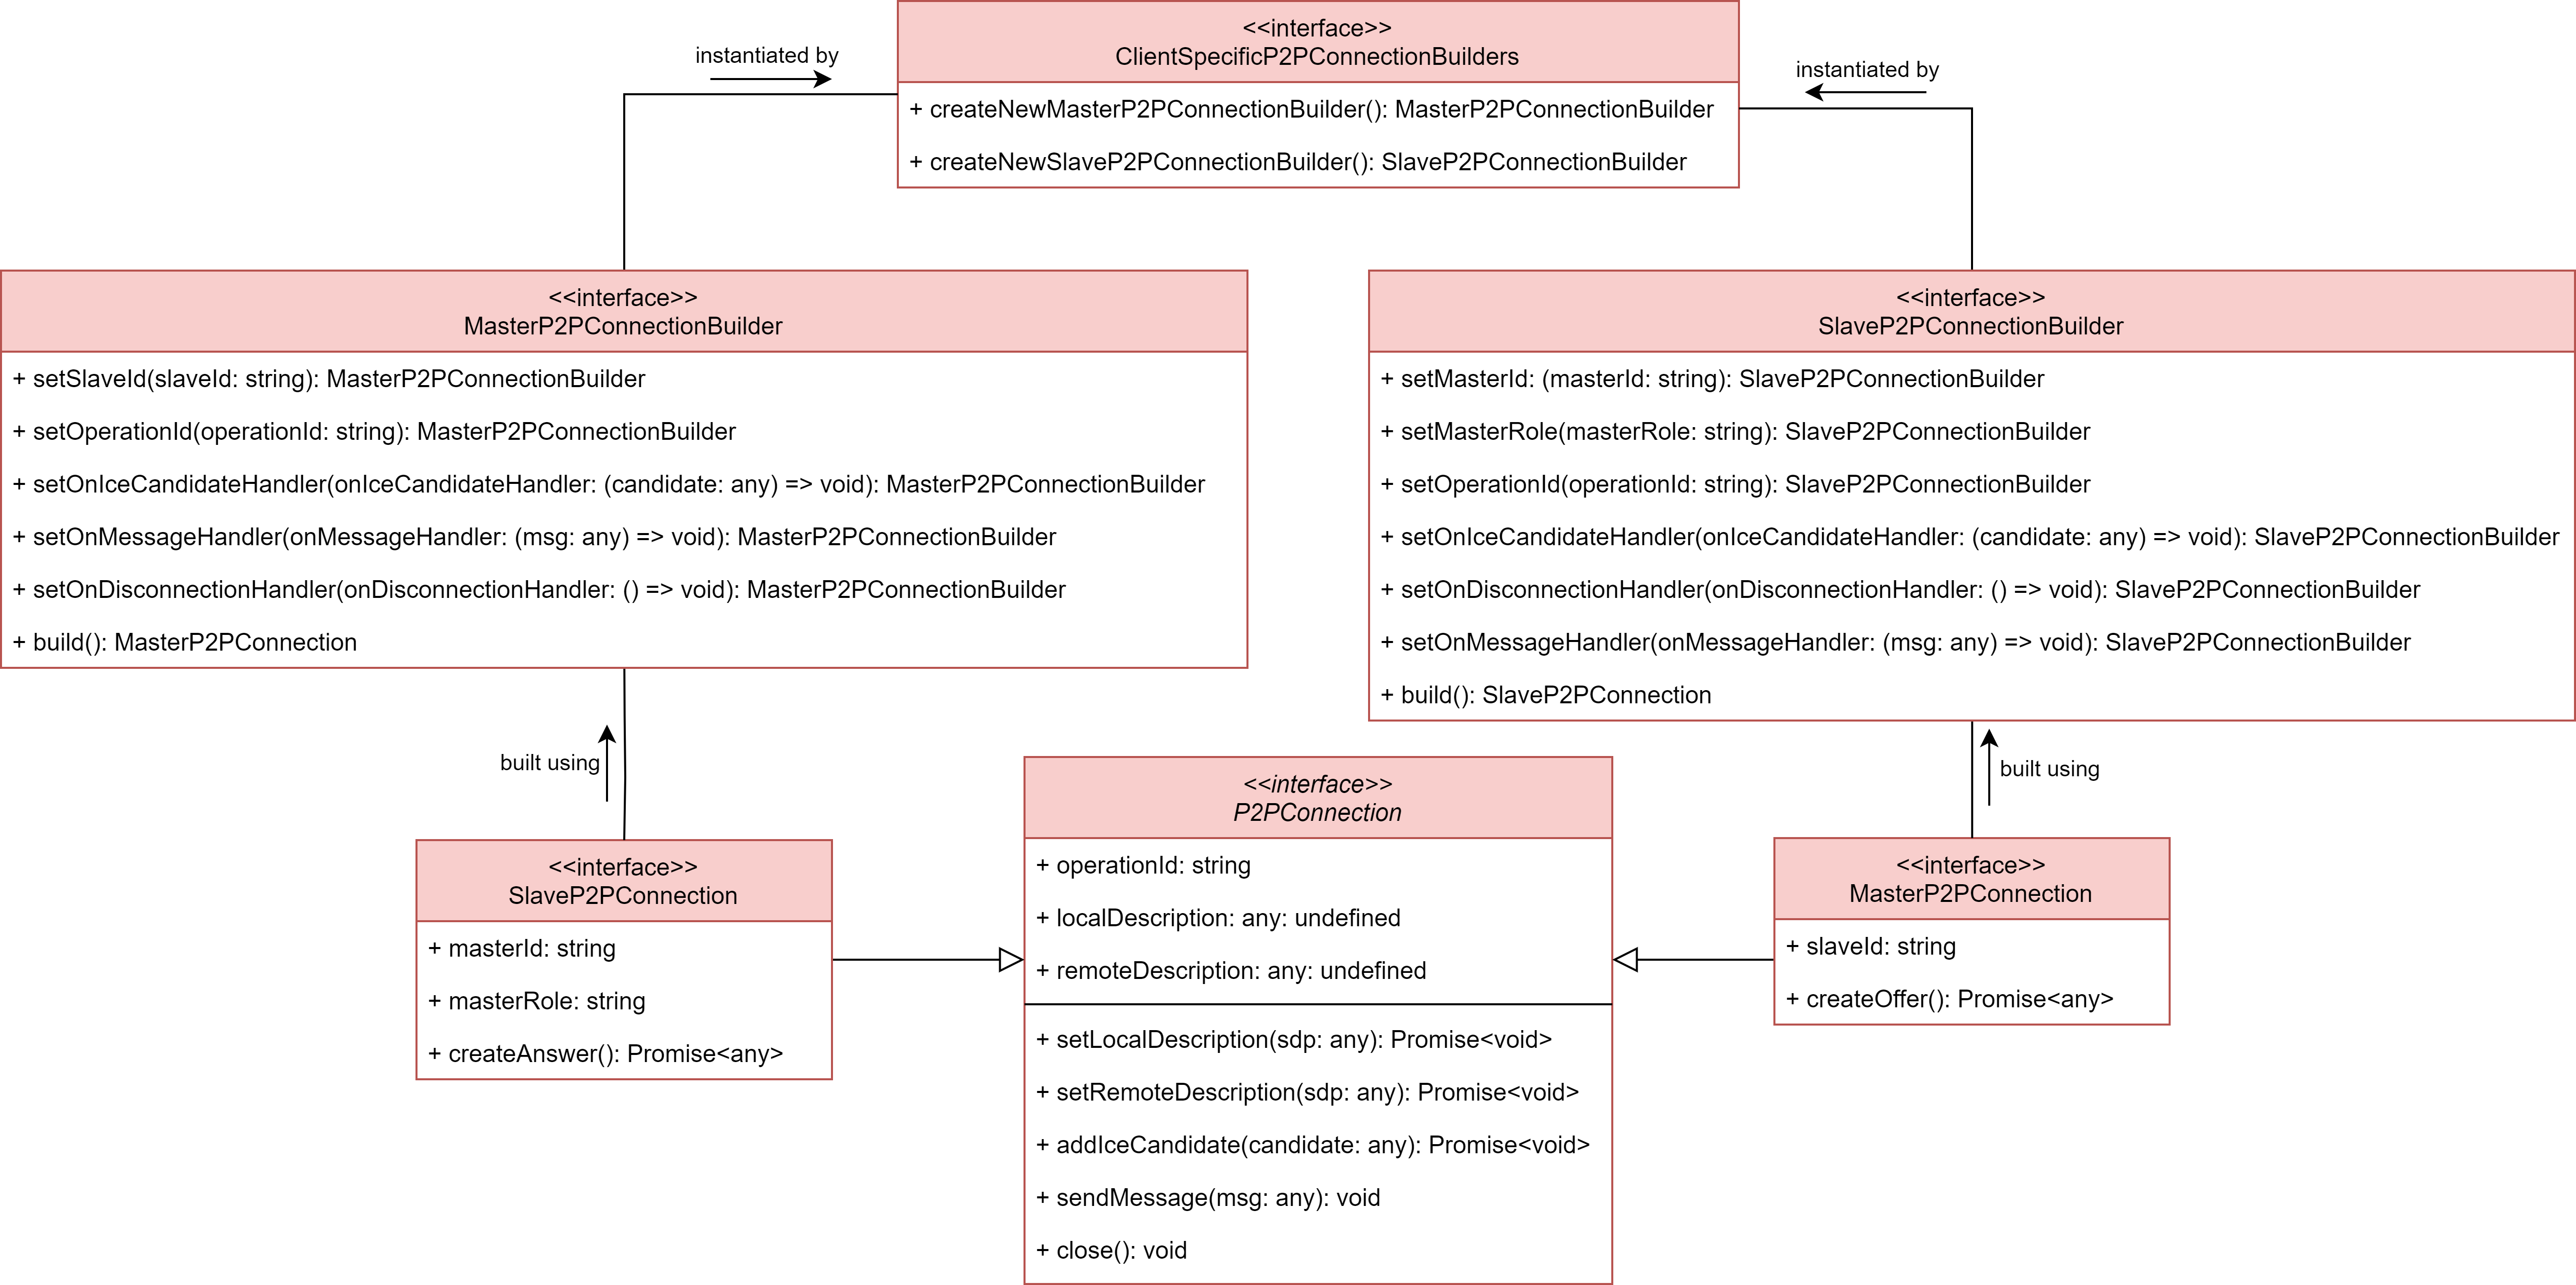 <<interface>>
ClientSpecificP2PConnectionBuilders
+ createNewMasterP2PConnectionBuilder(): MasterP2PConnectionBuilder
+ createNewSlaveP2PConnectionBuilder(): SlaveP2PConnectionBuilder
instantiated by
instantiated by
<<interface>>
MasterP2PConnectionBuilder
+ setSlaveId(slaveId: string): MasterP2PConnectionBuilder
+ setOperationId(operationId: string): MasterP2PConnectionBuilder
+ setOnIceCandidateHandler(onIceCandidateHandler: (candidate: any) => void): MasterP2PConnectionBuilder
+ setOnMessageHandler(onMessageHandler: (msg: any) => void): MasterP2PConnectionBuilder
+ setOnDisconnectionHandler(onDisconnectionHandler: () => void): MasterP2PConnectionBuilder
+ build(): MasterP2PConnection
<<interface>>
SlaveP2PConnectionBuilder
+ setMasterId: (masterId: string): SlaveP2PConnectionBuilder
+ setMasterRole(masterRole: string): SlaveP2PConnectionBuilder
+ setOperationId(operationId: string): SlaveP2PConnectionBuilder
+ setOnIceCandidateHandler(onIceCandidateHandler: (candidate: any) => void): SlaveP2PConnectionBuilder
+ setOnDisconnectionHandler(onDisconnectionHandler: () => void): SlaveP2PConnectionBuilder
+ setOnMessageHandler(onMessageHandler: (msg: any) => void): SlaveP2PConnectionBuilder
+ build(): SlaveP2PConnection
built using
built using
<<interface>>
SlaveP2PConnection
+ masterId: string
+ masterRole: string
+ createAnswer(): Promise<any>
<<interface>>
P2PConnection
+ operationId: string
+ localDescription: any: undefined
+ remoteDescription: any: undefined
+ setLocalDescription(sdp: any): Promise<void>
+ setRemoteDescription(sdp: any): Promise<void>
+ addIceCandidate(candidate: any): Promise<void>
+ sendMessage(msg: any): void
+ close(): void
<<interface>>
MasterP2PConnection
+ slaveId: string
+ createOffer(): Promise<any>